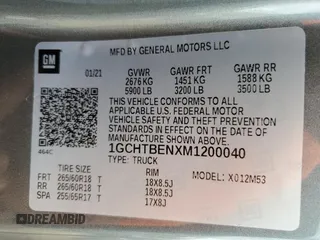 GM
MFD BY GENERAL MOTORS LLC
01/21
GVWR GAWR FRT GAWR RR
2676 KG 1451 KG 1588 KG
5900 LB 3200 LB 3500 LB
THIS VEHICLE CONFORMS TO ALL
APPLICABLE U.S. FEDERAL MOTOR
VEHICLE SAFETY AND THEFT PREVENTION
STANDARDS IN EFFECT ON THE DATE OF
MANUFACTURE SHOWN ABOVE.
1GCHTBENXM1200040
464C
TYPE: TRUCK
MODEL: X012M53
TIRE RIM
FRT 265/60R18 T 18X8.5J
RR 265/60R18 T 18X8.5J
SPA 255/65R17 T 17X8J
DREAMBID